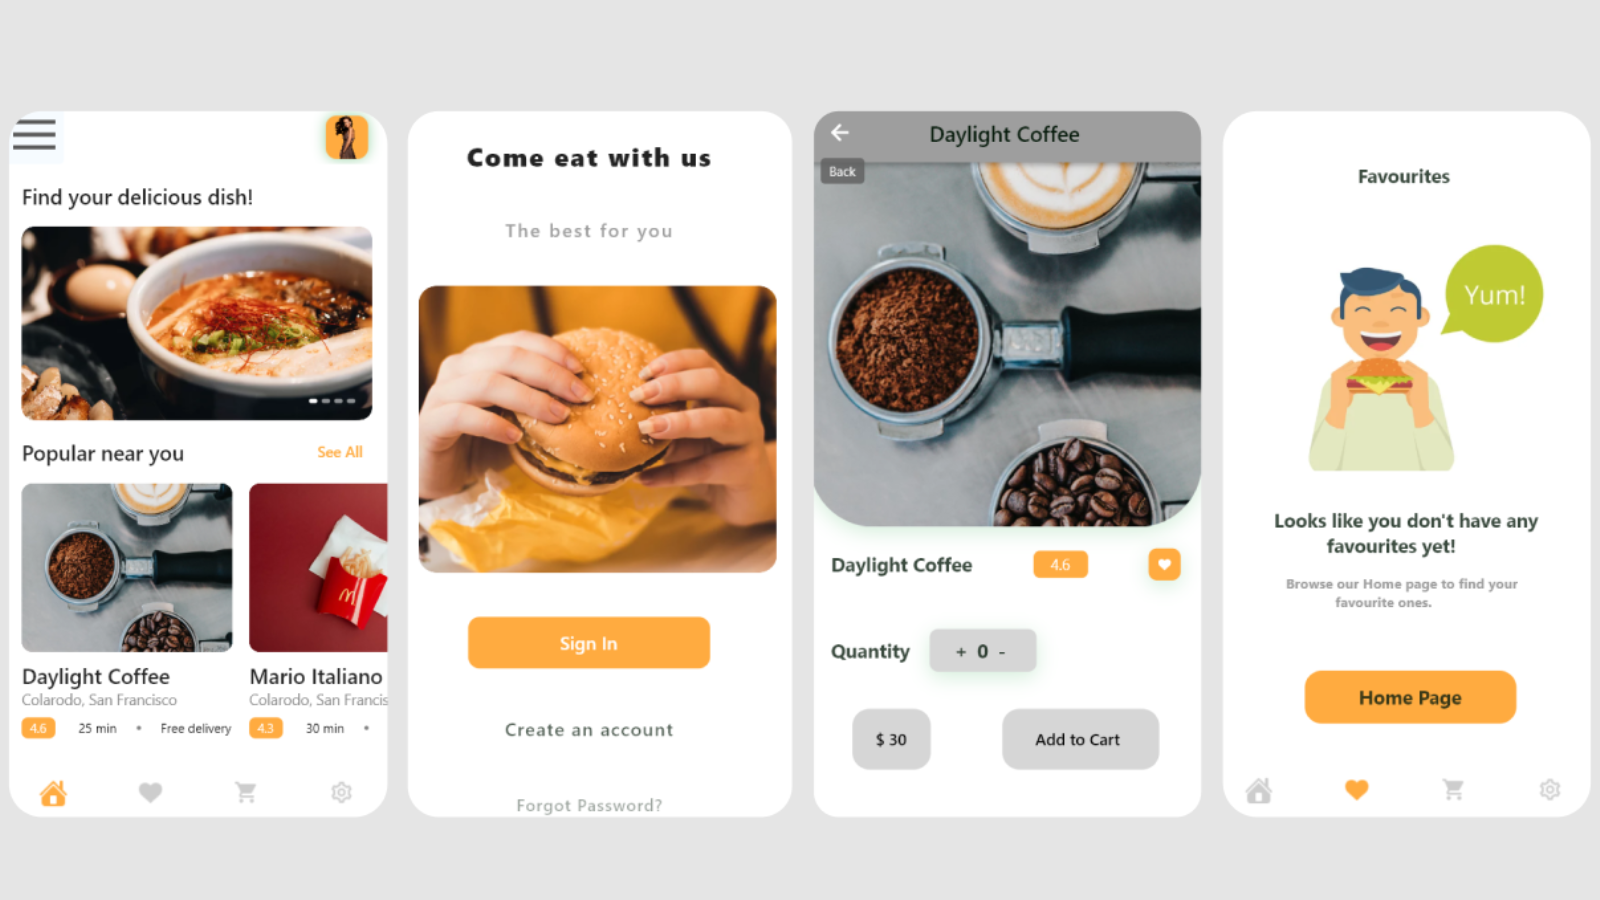 Find your delicious dish!
Popular near you
See All
Daylight Coffee
Colarodo, San Francisco
4.6 25 min • Free delivery
Mario Italiano
Colarodo, San Francis
4.3 30 min •
Come eat with us
The best for you
Sign In
Create an account
Forgot Password?
Daylight Coffee
Back
Daylight Coffee
4.6
Quantity
+ 0 -
$ 30
Add to Cart
Favourites
Yum!
Looks like you don't have any
favourites yet!
Browse our Home page to find your
favourite ones.
Home Page